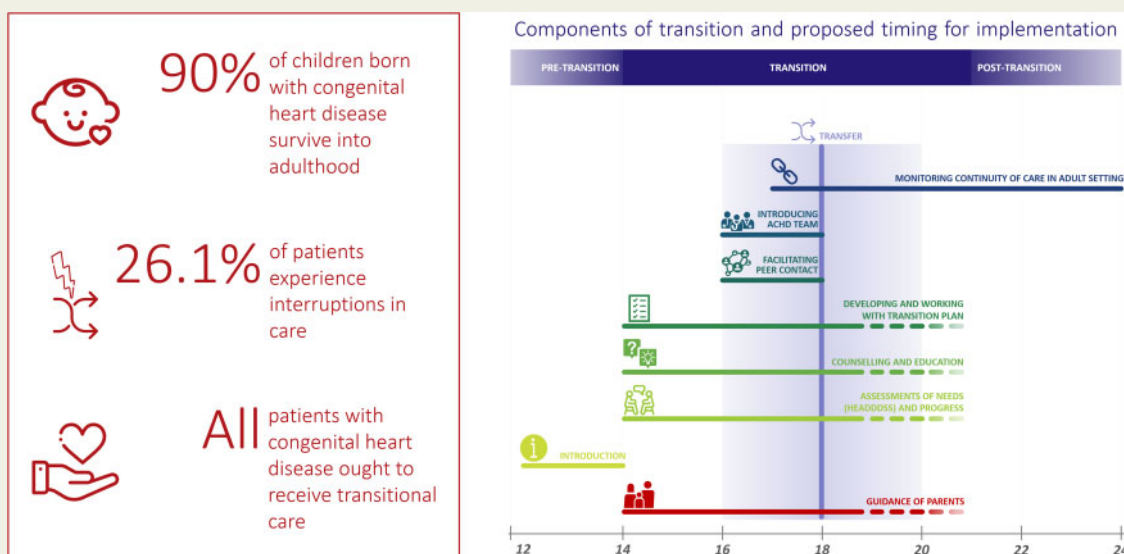 90%
of children born
with congenital
heart disease
survive into
adulthood
26.1%
of patients
experience
interruptions in
care
All
patients with
congenital heart
disease ought to
receive transitional
care
Components of transition and proposed timing for implementation
PRE-TRANSITION TRANSITION POST-TRANSITION
TRANSFER
MONITORING CONTINUITY OF CARE IN ADULT SETTING
INTRODUCING
ACHD TEAM
FACILITATING
PEER CONTACT
DEVELOPING AND WORKING
WITH TRANSITION PLAN
?
COUNSELLING AND EDUCATION
ASSESSMENTS OF NEEDS
(HEADDDSS) AND PROGRESS
i
INTRODUCTION
GUIDANCE OF PARENTS
12 14 16 18 20 22 24